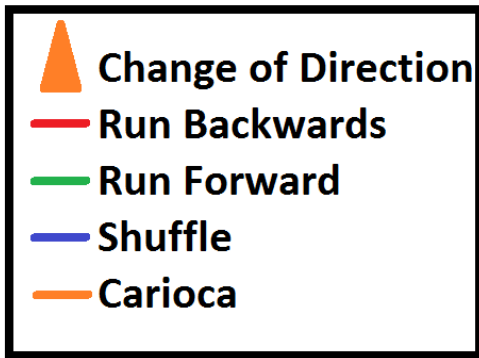 Change of Direction
Run Backwards
Run Forward
Shuffle
Carioca